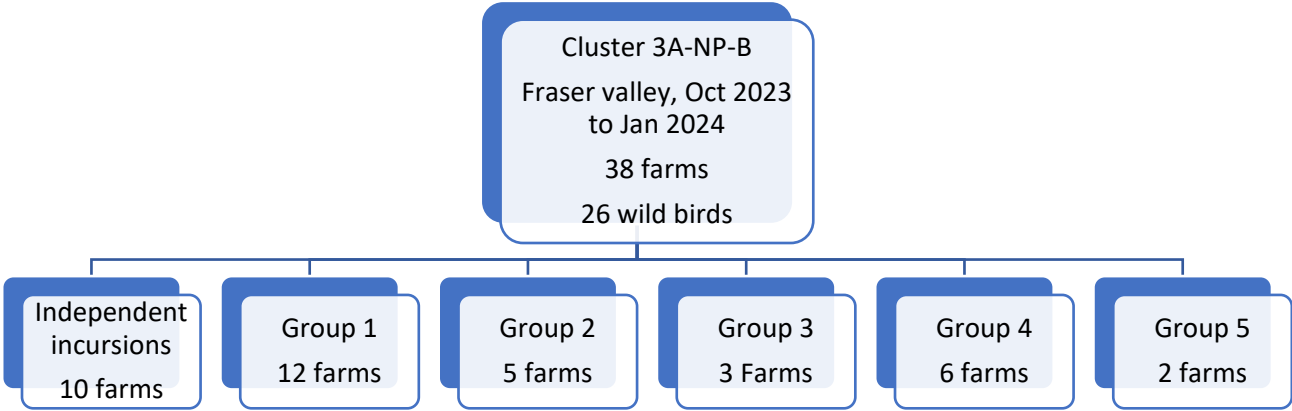 Cluster 3A-NP-B
Fraser valley, Oct 2023
to Jan 2024
38 farms
26 wild birds
Independent
incursions
10 farms
Group 1
12 farms
Group 2
5 farms
Group 3
3 Farms
Group 4
6 farms
Group 5
2 farms